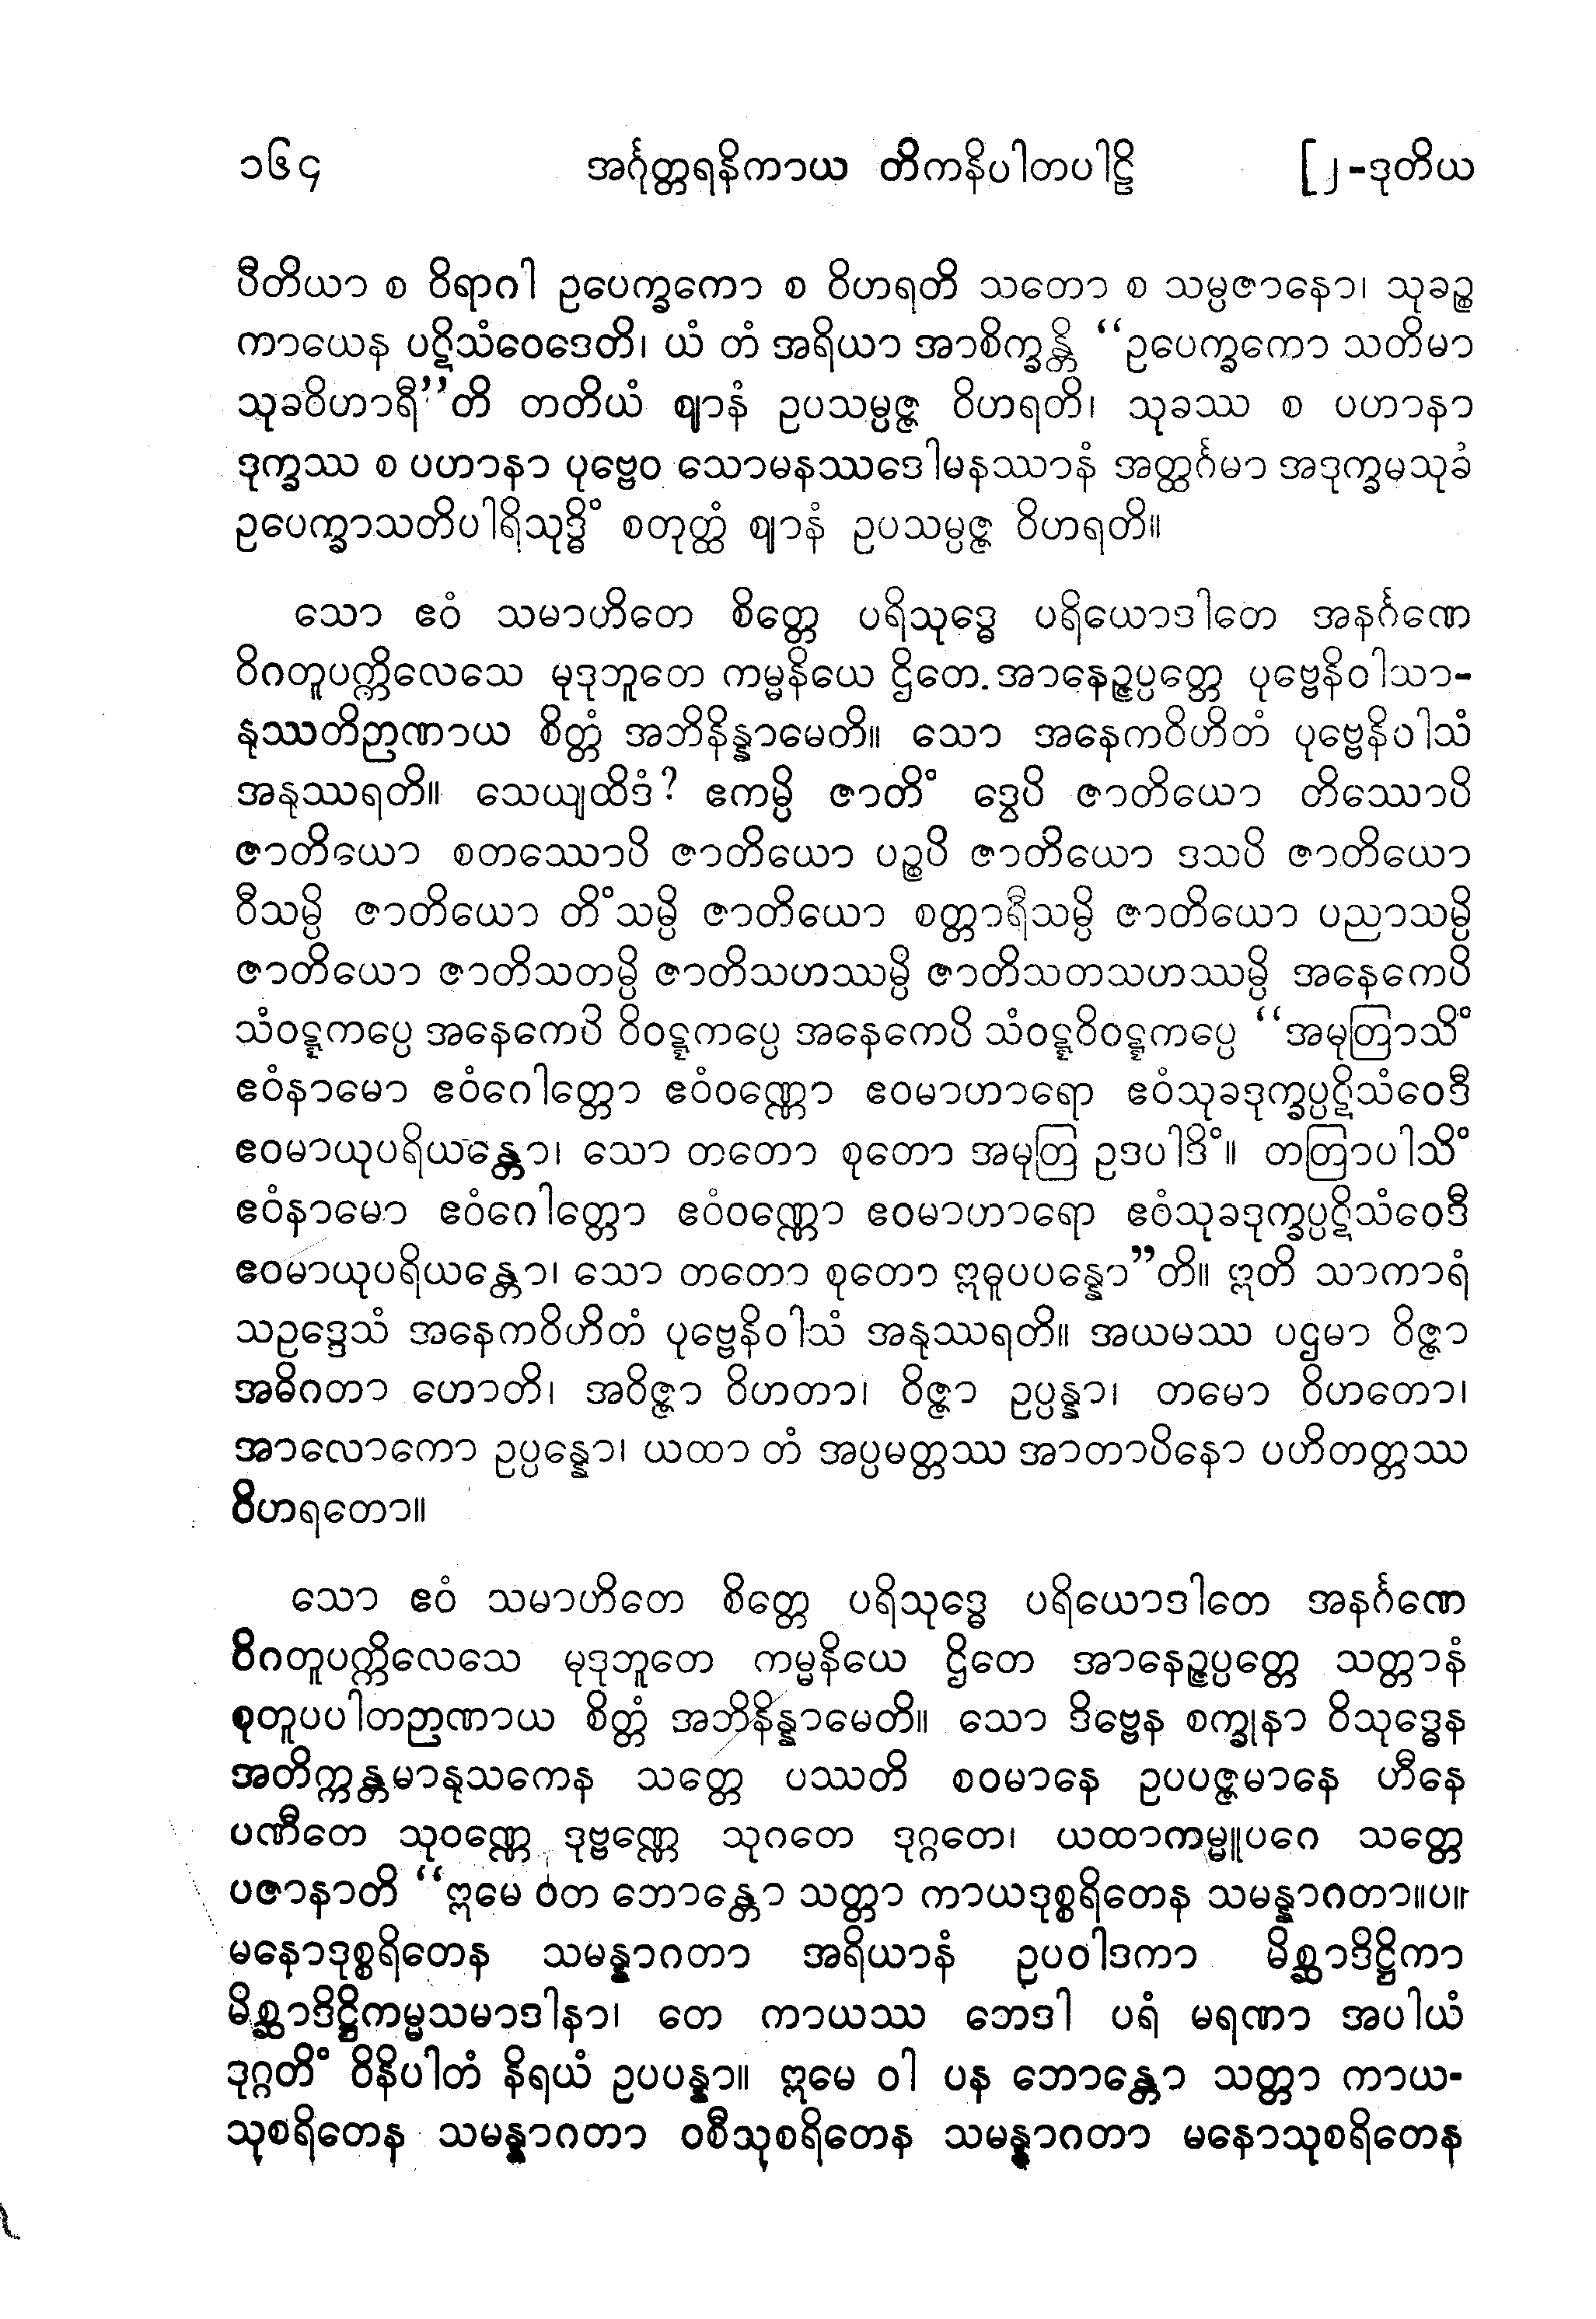 ၁၆၄ အင်္ဂုတ္တရနိကာယ တိကနိပါတပါဠိ [၂-ဒုတိယ
ပီတိယာ စ ဝိရာဂါ ဥပေက္ခကော စ ဝိဟရတိ သတော စ သမ္ပဇာနော၊ သုခဉ္စ
ကာယေန ပဋိသံဝေဒေတိ၊ ယံ တံ အရိယာ အာစိက္ခန္တိ “ဥပေက္ခကော သတိမာ
သုခဝိဟာရီ”တိ တတိယံ ဈာနံ ဥပသမ္ပဇ္ဇ ဝိဟရတိ၊ သုခဿ စ ပဟာနာ
ဒုက္ခဿ စ ပဟာနာ ပုဗ္ဗေဝ သောမနဿဒေါမနဿာနံ အတ္ထင်္ဂမာ အဒုက္ခမသုခံ
ဥပေက္ခာသတိပါရိသုဒ္ဓိံ စတုတ္ထံ ဈာနံ ဥပသမ္ပဇ္ဇ ဝိဟရတိ။
သော ဧဝံ သမာဟိတေ စိတ္တေ ပရိသုဒ္ဓေ ပရိယောဒါတေ အနင်္ဂဏေ
ဝိဂတူပက္ကိလေသေ မုဒုဘူတေ ကမ္မနိယေ ဌိတေ အာနေဉ္ဇပ္ပတ္တေ ပုဗ္ဗေနိဝါသာ-
နုဿတိဉာဏာယ စိတ္တံ အဘိနိန္နာမေတိ။ သော အနေကဝိဟိတံ ပုဗ္ဗေနိဝါသံ
အနုဿရတိ။ သေယျထိဒံ? ဧကမ္ပိ ဇာတိံ ဒွေပိ ဇာတိယော တိဿောပိ
ဇာတိယော စတဿောပိ ဇာတိယော ပဉ္စပိ ဇာတိယော ဒသပိ ဇာတိယော
ဝီသမ္ပိ ဇာတိယော တိံသမ္ပိ ဇာတိယော စတ္တာရီသမ္ပိ ဇာတိယော ပညာသမ္ပိ
ဇာတိယော ဇာတိသတမ္ပိ ဇာတိသဟဿမ္ပိ ဇာတိသတသဟဿမ္ပိ အနေကေပိ
သံဝဋ္ဋကပ္ပေ အနေကေပိ ဝိဝဋ္ဋကပ္ပေ အနေကေပိ သံဝဋ္ဋဝိဝဋ္ဋကပ္ပေ “အမုတြာသိံ
ဧဝံနာမော ဧဝံဂေါတ္တော ဧဝံဝဏ္ဏော ဧဝမာဟာရော ဧဝံသုခဒုက္ခပ္ပဋိသံဝေဒီ
ဧဝမာယုပရိယန္တော၊ သော တတော စုတော အမုတြ ဥဒပါဒိံ။ တတြာပါသိံ
ဧဝံနာမော ဧဝံဂေါတ္တော ဧဝံဝဏ္ဏော ဧဝမာဟာရော ဧဝံသုခဒုက္ခပ္ပဋိသံဝေဒီ
ဧဝမာယုပရိယန္တော၊ သော တတော စုတော ဣဓူပပန္နော”တိ။ ဣတိ သာကာရံ
သဥဒ္ဒေသံ အနေကဝိဟိတံ ပုဗ္ဗေနိဝါသံ အနုဿရတိ။ အယမဿ ပဌမာ ဝိဇ္ဇာ
အဓိဂတာ ဟောတိ၊ အဝိဇ္ဇာ ဝိဟတာ၊ ဝိဇ္ဇာ ဥပ္ပန္နာ၊ တမော ဝိဟတော၊
အာလောကော ဥပ္ပန္နော၊ ယထာ တံ အပ္ပမတ္တဿ အာတာပိနော ပဟိတတ္တဿ
ဝိဟရတော။
သော ဧဝံ သမာဟိတေ စိတ္တေ ပရိသုဒ္ဓေ ပရိယောဒါတေ အနင်္ဂဏေ
ဝိဂတူပက္ကိလေသေ မုဒုဘူတေ ကမ္မနိယေ ဌိတေ အာနေဉ္ဇပ္ပတ္တေ သတ္တာနံ
စုတူပပါတဉာဏာယ စိတ္တံ အဘိနိန္နာမေတိ။ သော ဒိဗ္ဗေန စက္ခုနာ ဝိသုဒ္ဓေန
အတိက္ကန္တမာနုသကေန သတ္တေ ပဿတိ စဝမာနေ ဥပပဇ္ဇမာနေ ဟီနေ
ပဏီတေ သုဝဏ္ဏေ ဒုဗ္ဗဏ္ဏေ သုဂတေ ဒုဂ္ဂတေ၊ ယထာကမ္မူပဂေ သတ္တေ
ပဇာနာတိ “ဣမေ ဝတ ဘောန္တော သတ္တာ ကာယဒုစ္စရိတေန သမန္နာဂတာ။ပ။
မနောဒုစ္စရိတေန သမန္နာဂတာ အရိယာနံ ဥပဝါဒကာ မိစ္ဆာဒိဋ္ဌိကာ
မိစ္ဆာဒိဋ္ဌိကမ္မသမာဒါနာ၊ တေ ကာယဿ ဘေဒါ ပရံ မရဏာ အပါယံ
ဒုဂ္ဂတိံ ဝိနိပါတံ နိရယံ ဥပပန္နာ။ ဣမေ ဝါ ပန ဘောန္တော သတ္တာ ကာယ-
သုစရိတေန သမန္နာဂတာ ဝစီသုစရိတေန သမန္နာဂတာ မနောသုစရိတေန